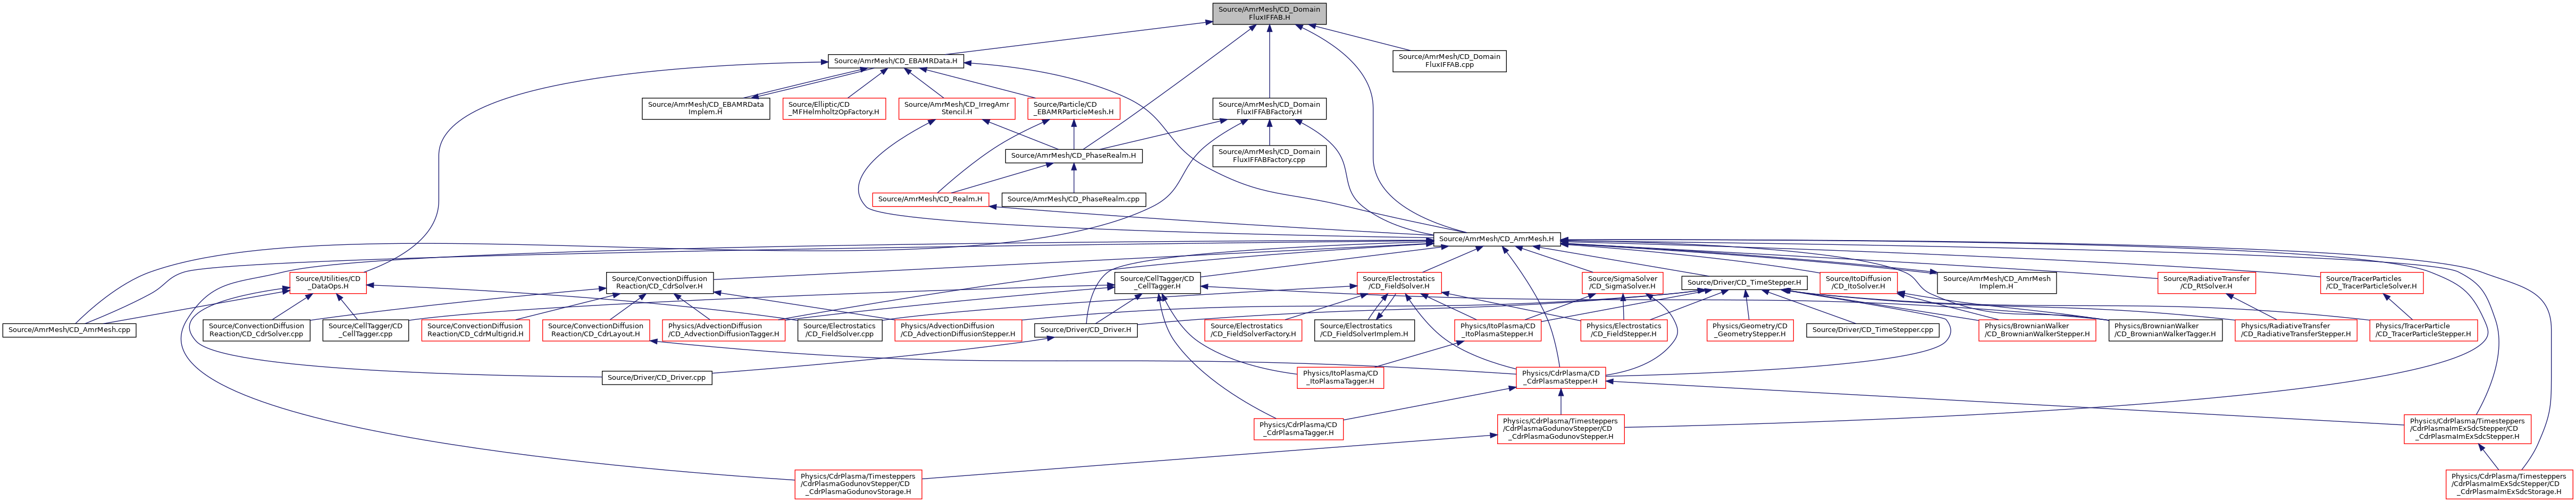 Source/AmrMesh/CD_Domain
FluxIFFAB.H
Source/AmrMesh/CD_EBAMRData.H
Source/AmrMesh/CD_Domain
FluxIFFAB.cpp
Source/AmrMesh/CD_EBAMRData
Implem.H
Source/Elliptic/CD
_MFHelmholtzOpFactory.H
Source/AmrMesh/CD_IrregAmr
Stencil.H
Source/Particle/CD
_EBAMRParticleMesh.H
Source/AmrMesh/CD_Domain
FluxIFFABFactory.H
Source/AmrMesh/CD_PhaseRealm.H
Source/AmrMesh/CD_Domain
FluxIFFABFactory.cpp
Source/AmrMesh/CD_Realm.H
Source/AmrMesh/CD_PhaseRealm.cpp
Source/AmrMesh/CD_AmrMesh.H
Source/Utilities/CD
_DataOps.H
Source/ConvectionDiffusion
Reaction/CD_CdrSolver.H
Source/CellTagger/CD
_CellTagger.H
Source/Electrostatics
/CD_FieldSolver.H
Source/SigmaSolver
/CD_SigmaSolver.H
Source/Driver/CD_TimeStepper.H
Source/ItoDiffusion
/CD_ItoSolver.H
Source/AmrMesh/CD_AmrMesh
Implem.H
Source/RadiativeTransfer
/CD_RtSolver.H
Source/TracerParticles
/CD_TracerParticleSolver.H
Source/AmrMesh/CD_AmrMesh.cpp
Source/ConvectionDiffusion
Reaction/CD_CdrSolver.cpp
Source/CellTagger/CD
_CellTagger.cpp
Source/ConvectionDiffusion
Reaction/CD_CdrMultigrid.H
Source/ConvectionDiffusion
Reaction/CD_CdrLayout.H
Physics/AdvectionDiffusion
/CD_AdvectionDiffusionTagger.H
Source/Electrostatics
/CD_FieldSolver.cpp
Physics/AdvectionDiffusion
/CD_AdvectionDiffusionStepper.H
Source/Driver/CD_Driver.H
Source/Electrostatics
/CD_FieldSolverFactory.H
Source/Electrostatics
/CD_FieldSolverImplem.H
Physics/ItoPlasma/CD
_ItoPlasmaStepper.H
Physics/Electrostatics
/CD_FieldStepper.H
Physics/Geometry/CD
_GeometryStepper.H
Source/Driver/CD_TimeStepper.cpp
Physics/BrownianWalker
/CD_BrownianWalkerStepper.H
Physics/BrownianWalker
/CD_BrownianWalkerTagger.H
Physics/RadiativeTransfer
/CD_RadiativeTransferStepper.H
Physics/TracerParticle
/CD_TracerParticleStepper.H
Source/Driver/CD_Driver.cpp
Physics/ItoPlasma/CD
_ItoPlasmaTagger.H
Physics/CdrPlasma/CD
_CdrPlasmaStepper.H
Physics/CdrPlasma/CD
_CdrPlasmaTagger.H
Physics/CdrPlasma/Timesteppers
/CdrPlasmaGodunovStepper/CD
_CdrPlasmaGodunovStepper.H
Physics/CdrPlasma/Timesteppers
/CdrPlasmaImExSdcStepper/CD
_CdrPlasmaImExSdcStepper.H
Physics/CdrPlasma/Timesteppers
/CdrPlasmaGodunovStepper/CD
_CdrPlasmaGodunovStorage.H
Physics/CdrPlasma/Timesteppers
/CdrPlasmaImExSdcStepper/CD
_CdrPlasmaImExSdcStorage.H